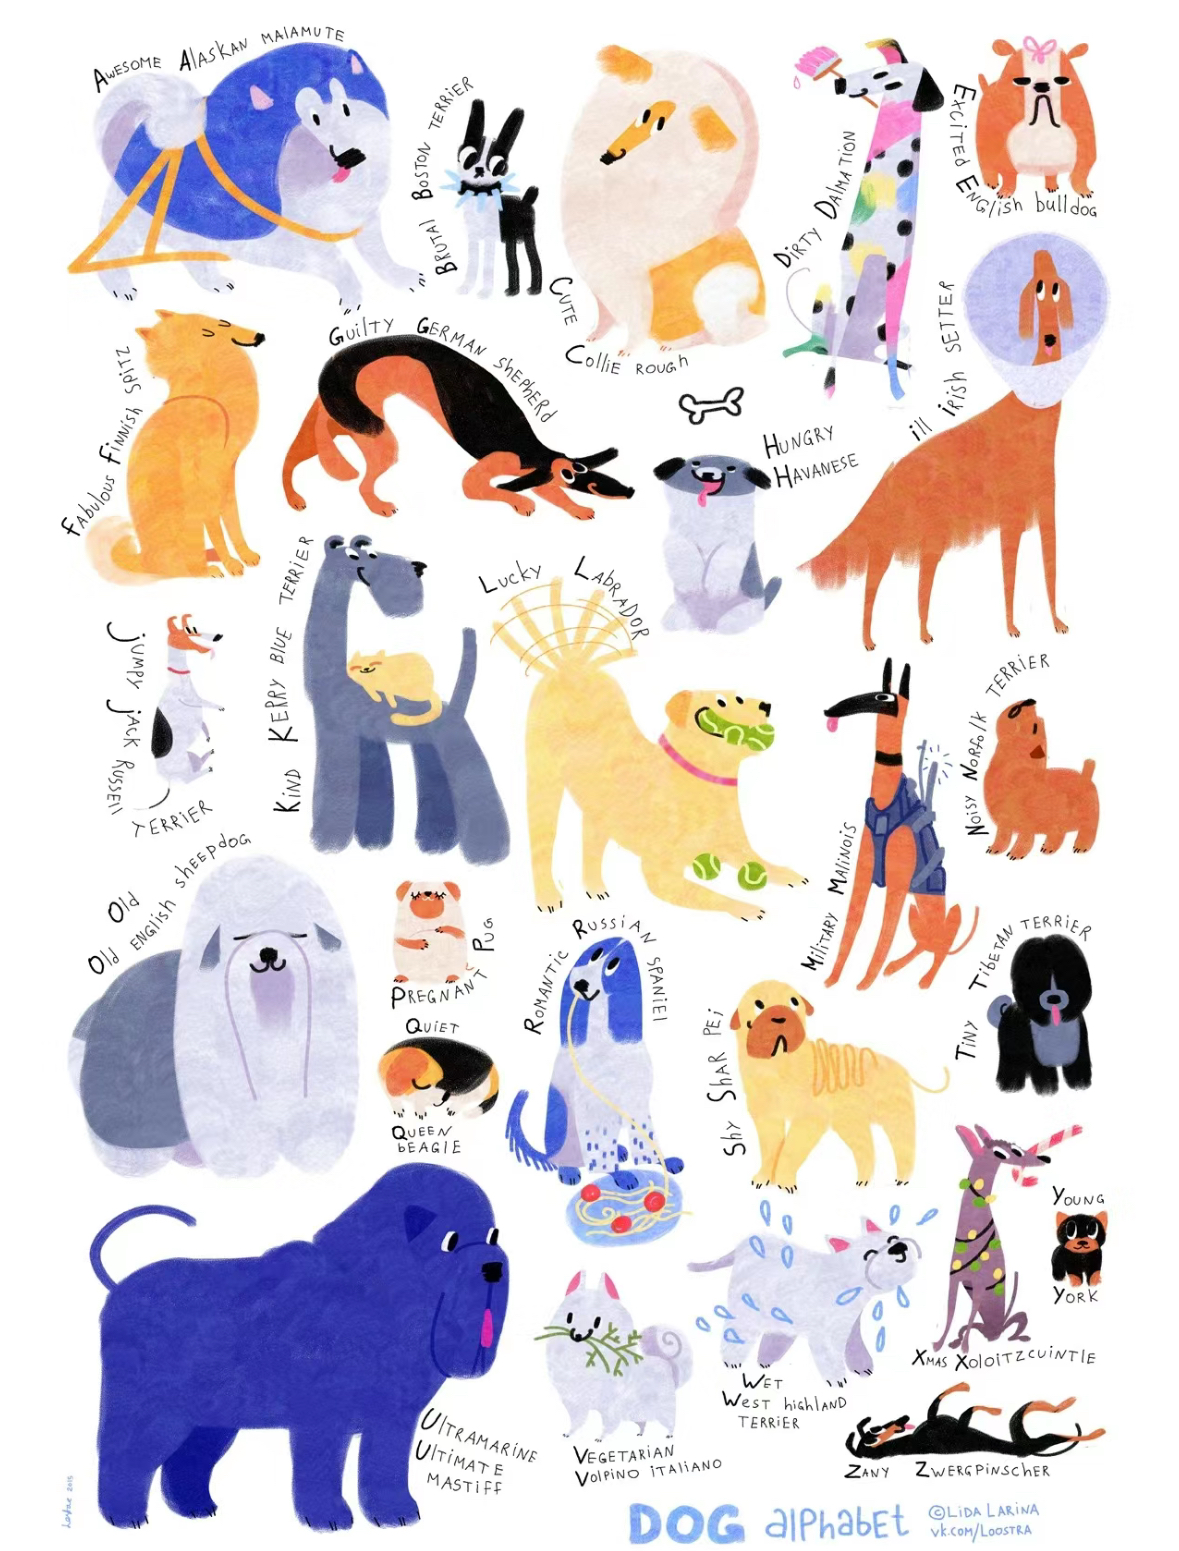 Awesome Alaskan malamute
Brutal Boston terrier
Cute
Collie rough
Dirty Dalmation
Excited English bulldog
Fabulous Finnish spitz
Guilty German shepherd
Hungry
Havanese
ill irish setter
Jumpy Jack Russell
Terrier
Kind Kerry blue terrier
Lucky Labrador
Military Malinois
Noisy Norfolk terrier
Old
Old English sheepdog
Pregnant Pug
Quiet
Queen
beagle
Romantic Russian spaniel
Shy Shar pei
Tiny Tibetan terrier
Ultramarine
Ultimate
mastiff
Vegetarian
Volpino italiano
Wet
West highland
terrier
Xmas Xoloitzcuintle
Young
York
Zany Zwergpinscher
DOG alphabet
©Lida Larina
vk.com/Loostra